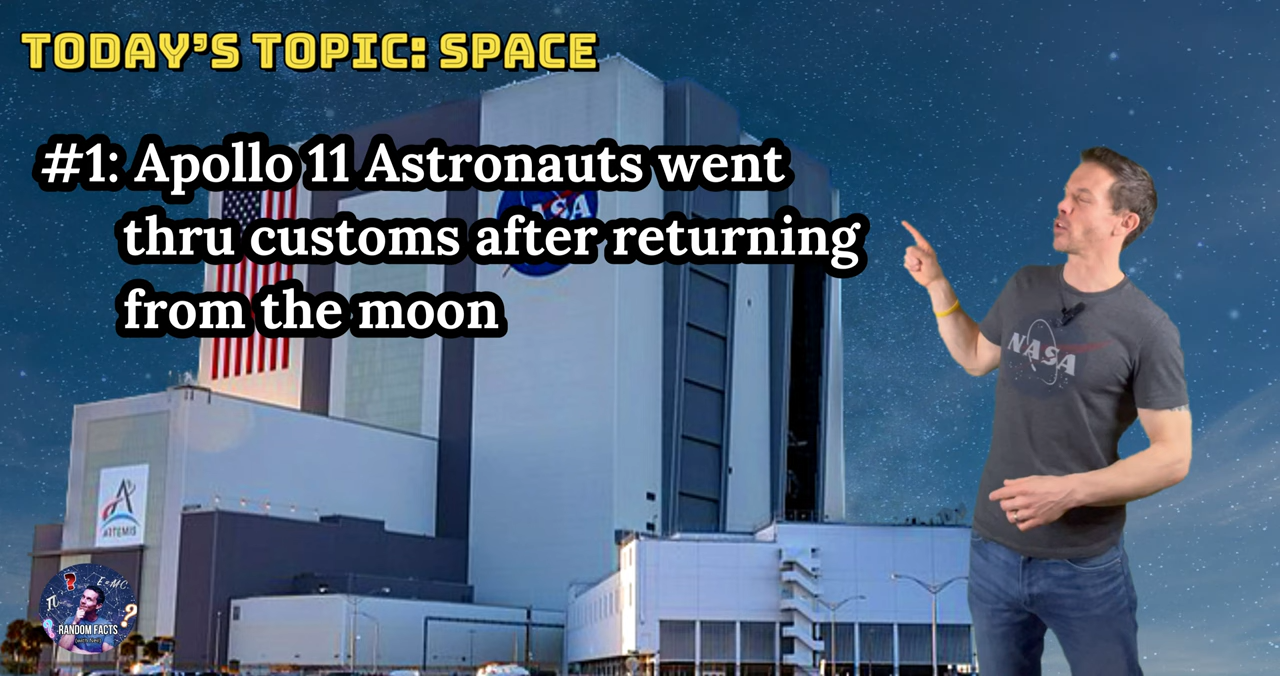 TODAY'S TOPIC: SPACE
#1: Apollo 11 Astronauts went
thru customs after returning
from the moon
NASA
NASA
ARTEMIS
E=MC
π
RANDOM FACTS